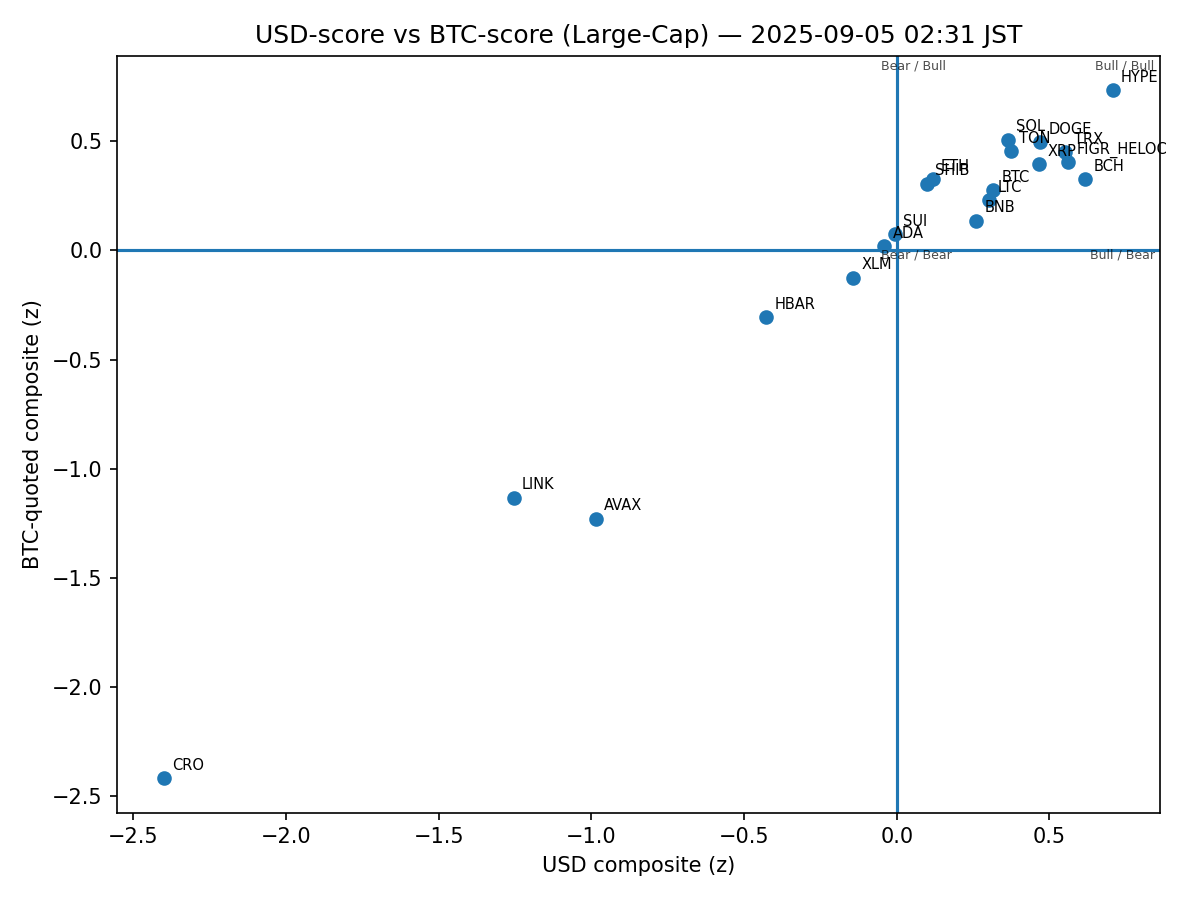 USD-score vs BTC-score (Large-Cap) — 2025-09-05 02:31 JST
Bear / Bull
Bull / Bull
HYPE
SOL
DOGE
TON
TRX
XRP
FIGR_HELOC
ETH
SHIB
BCH
BTC
LTC
BNB
SUI
ADA
Bear / Bear
Bull / Bear
XLM
HBAR
LINK
AVAX
CRO
0.5
0.0
−0.5
−1.0
−1.5
−2.0
−2.5
BTC-quoted composite (z)
−2.5 −2.0 −1.5 −1.0 −0.5 0.0 0.5
USD composite (z)